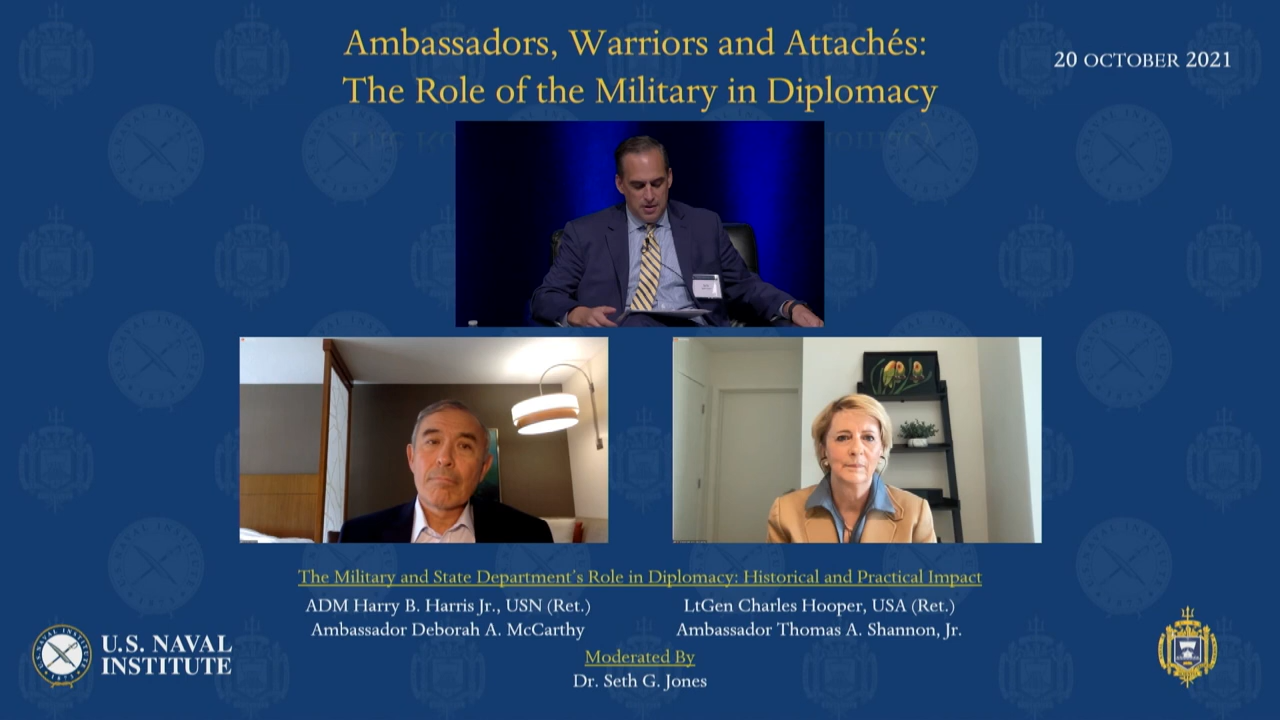 Ambassadors, Warriors and Attachés:
The Role of the Military in Diplomacy
20 OCTOBER 2021
The Military and State Department's Role in Diplomacy: Historical and Practical Impact
ADM Harry B. Harris Jr., USN (Ret.)
LtGen Charles Hooper, USA (Ret.)
Ambassador Deborah A. McCarthy
Ambassador Thomas A. Shannon, Jr.
Moderated By
Dr. Seth G. Jones
U.S. NAVAL
INSTITUTE